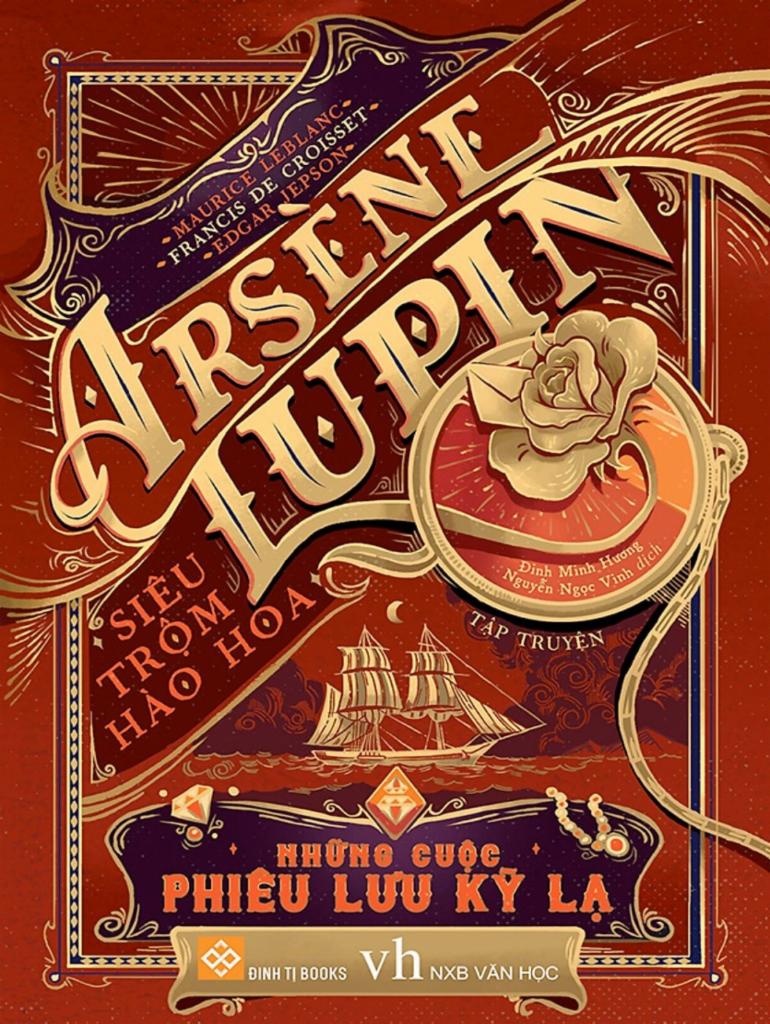 MAURICE LEBLANC
FRANCIS DE CROISSET
EDGAR JEPSON
ARSÈNE
LUPIN
Đinh Minh Hương
Nguyễn Ngọc Vinh dịch
TẬP TRUYỆN
SIÊU
TRỘM
HÀO HOA
NHỮNG CUỘC
PHIÊU LƯU KỲ LẠ
ĐINH TỊ BOOKS
vh NXB VĂN HỌC